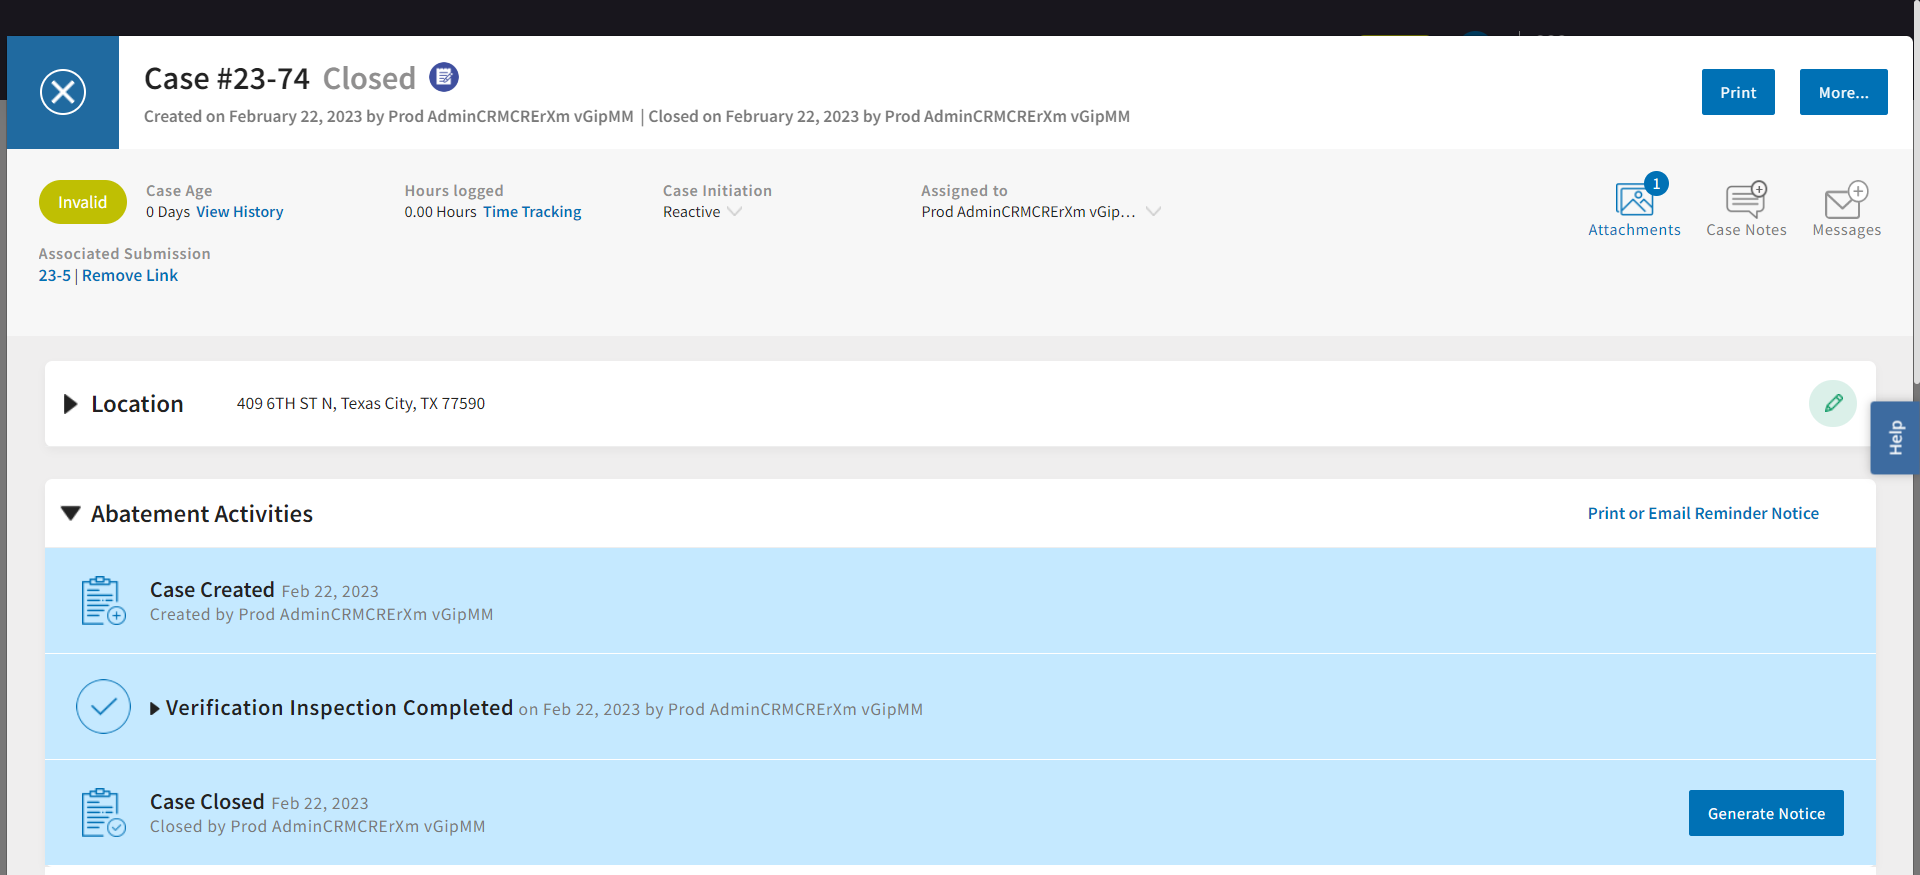 Case #23-74 Closed
Print
More...
Created on February 22, 2023 by Prod AdminCRMCRErXm vGipMM | Closed on February 22, 2023 by Prod AdminCRMCRErXm vGipMM
Invalid
Case Age
0 Days View History
Hours logged
0.00 Hours Time Tracking
Case Initiation
Reactive
Assigned to
Prod AdminCRMCRErXm vGip...
1
Attachments
Case Notes
Messages
Associated Submission
23-5 | Remove Link
Location
409 6TH ST N, Texas City, TX 77590
Help
Abatement Activities
Print or Email Reminder Notice
Case Created Feb 22, 2023
Created by Prod AdminCRMCRErXm vGipMM
Verification Inspection Completed on Feb 22, 2023 by Prod AdminCRMCRErXm vGipMM
Case Closed Feb 22, 2023
Closed by Prod AdminCRMCRErXm vGipMM
Generate Notice